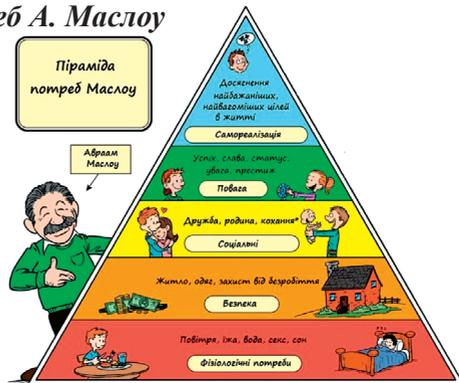 еб А. Маслоу
Піраміда
потреб Маслоу
Авраам
Маслоу
Досягнення
найбажаніших,
найвагоміших цілей
в житті
Самореалізація
Успіх, слава, статус,
увага, престиж
Повага
Дружба, родина, кохання*
Соціальні
Житло, одяг, захист від безробіття
Безпека
Повітря, їжа, вода, секс, сон
Фізіологічні потреби